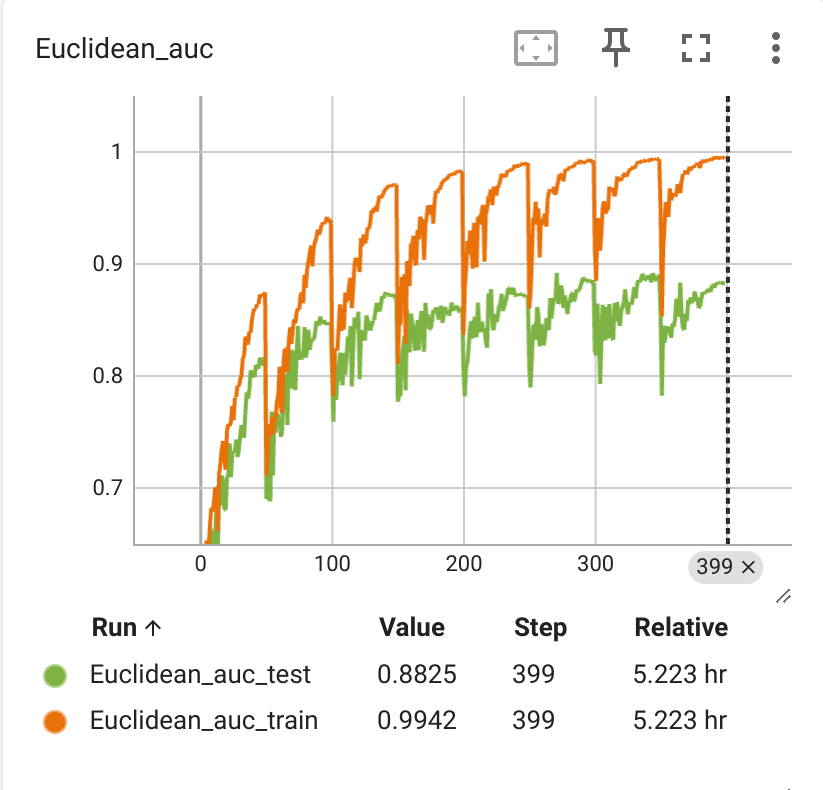 Euclidean_auc
1
0.9
0.8
0.7
0 100 200 300 399 ×
Run ↑ Value Step Relative
Euclidean_auc_test 0.8825 399 5.223 hr
Euclidean_auc_train 0.9942 399 5.223 hr